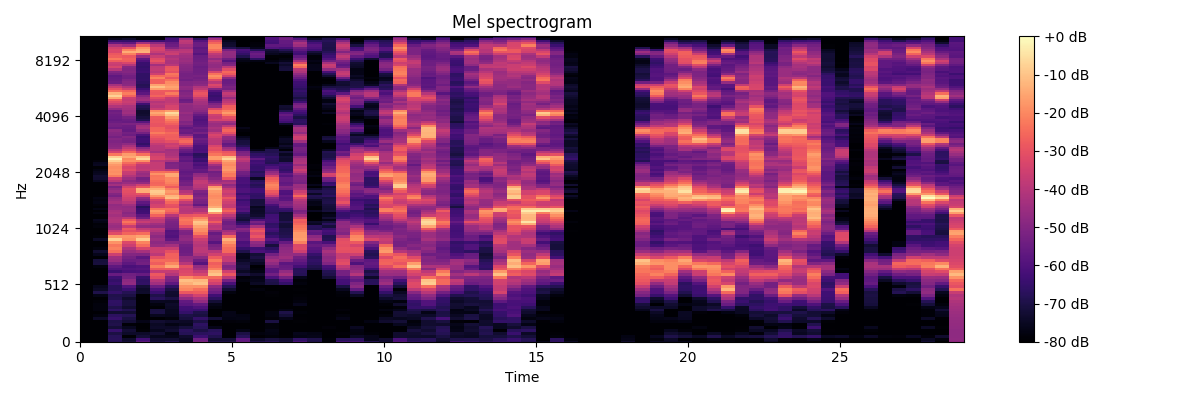 Mel spectrogram
8192
4096
2048
1024
512
0
Hz
0 5 10 15 20 25
Time
+0 dB
-10 dB
-20 dB
-30 dB
-40 dB
-50 dB
-60 dB
-70 dB
-80 dB